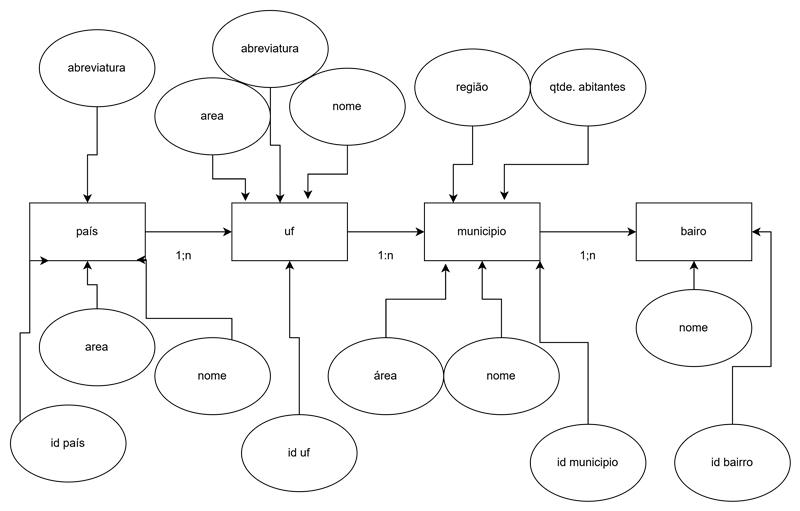 abreviatura
abreviatura
area
nome
região
qtde. abitantes
país
uf
municipio
bairo
1;n
1:n
1;n
area
nome
área
nome
nome
id país
id uf
id municipio
id bairro